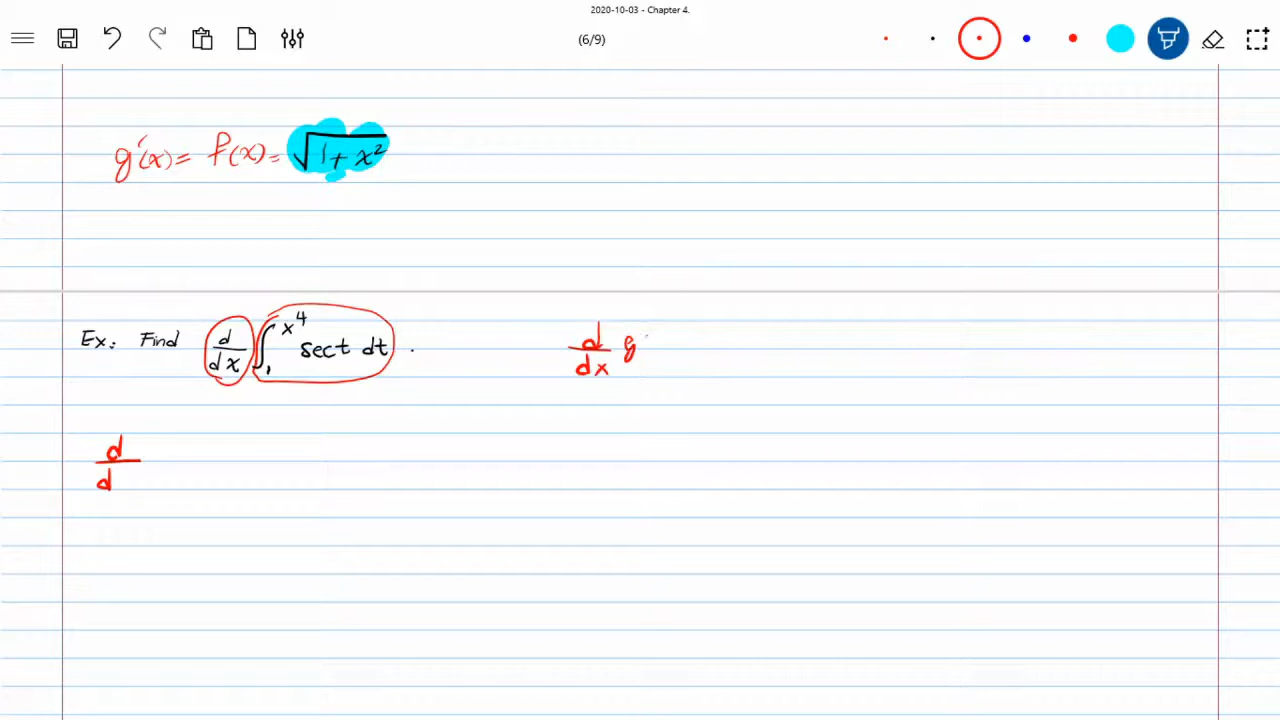 2020-10-03 - Chapter 4.
(6/9)
g'(x) = f(x) = √(1 + x²)
Ex: Find d/dx ∫₁^x⁴ sect dt .
d/dx g
d/d